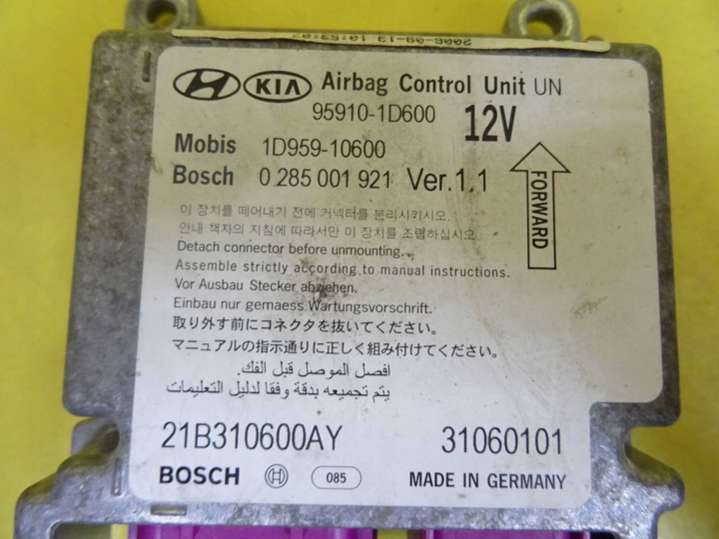 2006-09-13 10:53:02
KIA Airbag Control Unit UN
95910-1D600 12V
Mobis 1D959-10600
Bosch 0 285 001 921 Ver.1.1
FORWARD
이 장치를 떼어내기 전에 커넥터를 분리시키시오.
안내 책자의 지침에 따라서만 이 장치를 조립하십시오.
Detach connector before unmounting.
Assemble strictly according to manual instructions.
Vor Ausbau Stecker abziehen.
Einbau nur gemaess Wartungsvorschrift.
取り外す前にコネクタを抜いてください。
マニュアルの指示通りに正しく組み付けてください。
افصل الموصل قبل الفك.
يتم تجميعه بدقة وفقا لدليل التعليمات
21B310600AY 31060101
BOSCH 085 MADE IN GERMANY